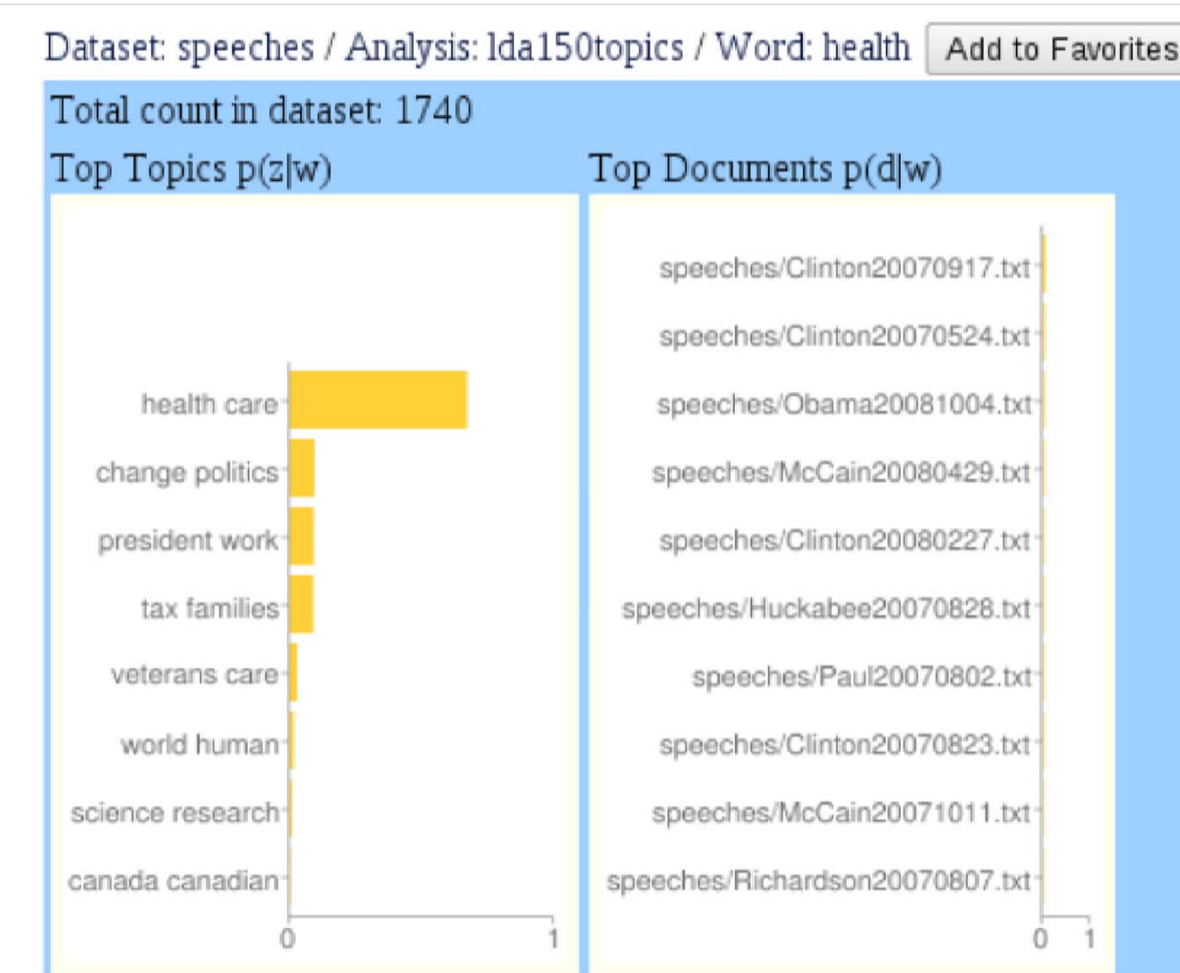 Dataset: speeches / Analysis: lda150topics / Word: health Add to Favorites
Total count in dataset: 1740
Top Topics p(z|w)
health care
change politics
president work
tax families
veterans care
world human
science research
canada canadian
0 1
Top Documents p(d|w)
speeches/Clinton20070917.txt
speeches/Clinton20070524.txt
speeches/Obama20081004.txt
speeches/McCain20080429.txt
speeches/Clinton20080227.txt
speeches/Huckabee20070828.txt
speeches/Paul20070802.txt
speeches/Clinton20070823.txt
speeches/McCain20071011.txt
speeches/Richardson20070807.txt
0 1